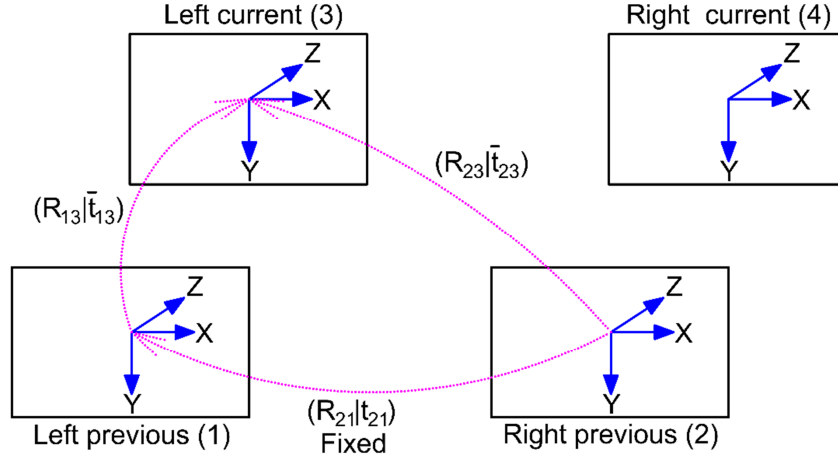 Left current (3)
Right  current (4)
Z
X
Y
Z
X
Y
(R₂₃|t̄₂₃)
(R₁₃|t̄₁₃)
Z
X
Y
Z
X
Y
(R₂₁|t₂₁)
Fixed
Left previous (1)
Right previous (2)